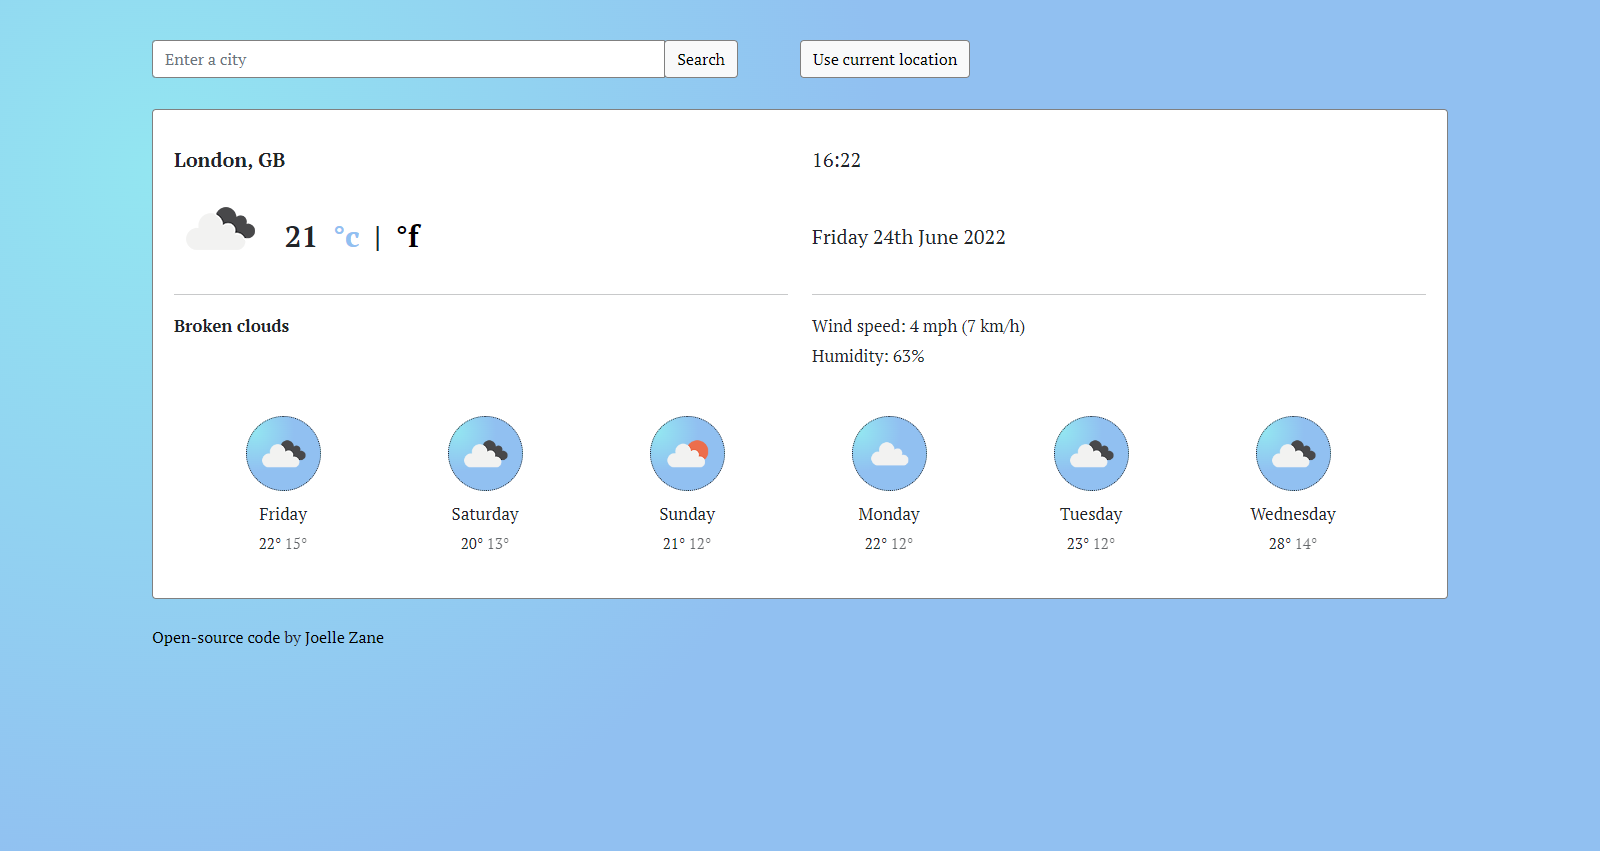 Enter a city
Search
Use current location
London, GB
16:22
21 °c | °f
Friday 24th June 2022
Broken clouds
Wind speed: 4 mph (7 km/h)
Humidity: 63%
Friday
22° 15°
Saturday
20° 13°
Sunday
21° 12°
Monday
22° 12°
Tuesday
23° 12°
Wednesday
28° 14°
Open-source code by Joelle Zane